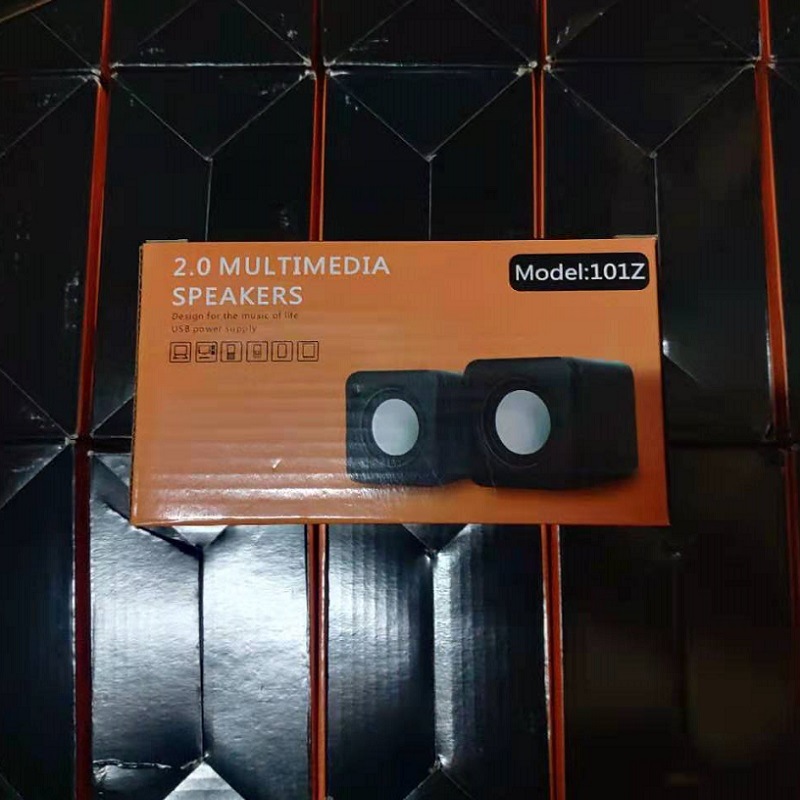 2.0 MULTIMEDIA
SPEAKERS
Model:101Z
Design for the music of life
USB power supply